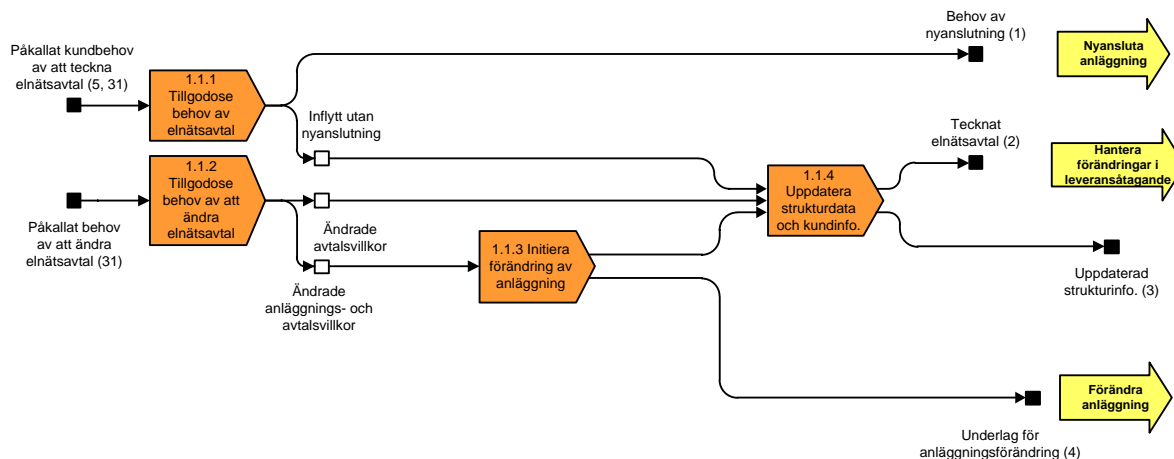 Påkallat kundbehov
av att teckna
elnätsavtal (5, 31)
1.1.1
Tillgodose
behov av
elnätsavtal
Behov av
nyanslutning (1)
Nyansluta
anläggning
Inflytt utan
nyanslutning
Tecknat
elnätsavtal (2)
Hantera
förändringar i
leveransåtagande
1.1.2
Tillgodose
behov av att
ändra
elnätsavtal
1.1.4
Uppdatera
strukturdata
och kundinfo.
Påkallat behov
av att ändra
elnätsavtal (31)
Ändrade
avtalsvillkor
1.1.3 Initiera
förändring av
anläggning
Uppdaterad
strukturinfo. (3)
Ändrade
anläggnings- och
avtalsvillkor
Förändra
anläggning
Underlag för
anläggningsförändring (4)